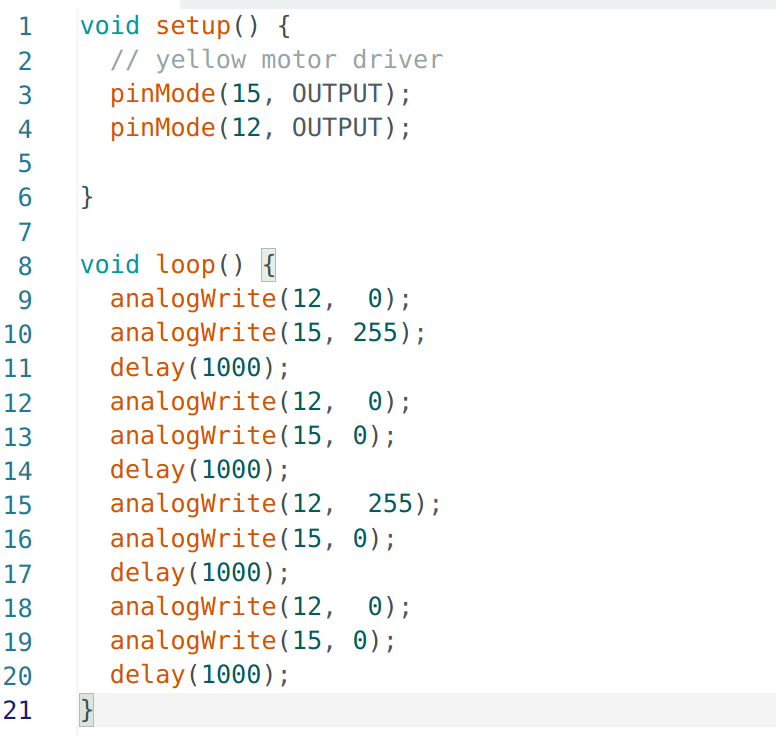 1 void setup() {
2   // yellow motor driver
3   pinMode(15, OUTPUT);
4   pinMode(12, OUTPUT);
5
6 }
7
8 void loop() {
9   analogWrite(12,  0);
10   analogWrite(15, 255);
11   delay(1000);
12   analogWrite(12,  0);
13   analogWrite(15, 0);
14   delay(1000);
15   analogWrite(12,  255);
16   analogWrite(15, 0);
17   delay(1000);
18   analogWrite(12,  0);
19   analogWrite(15, 0);
20   delay(1000);
21 }